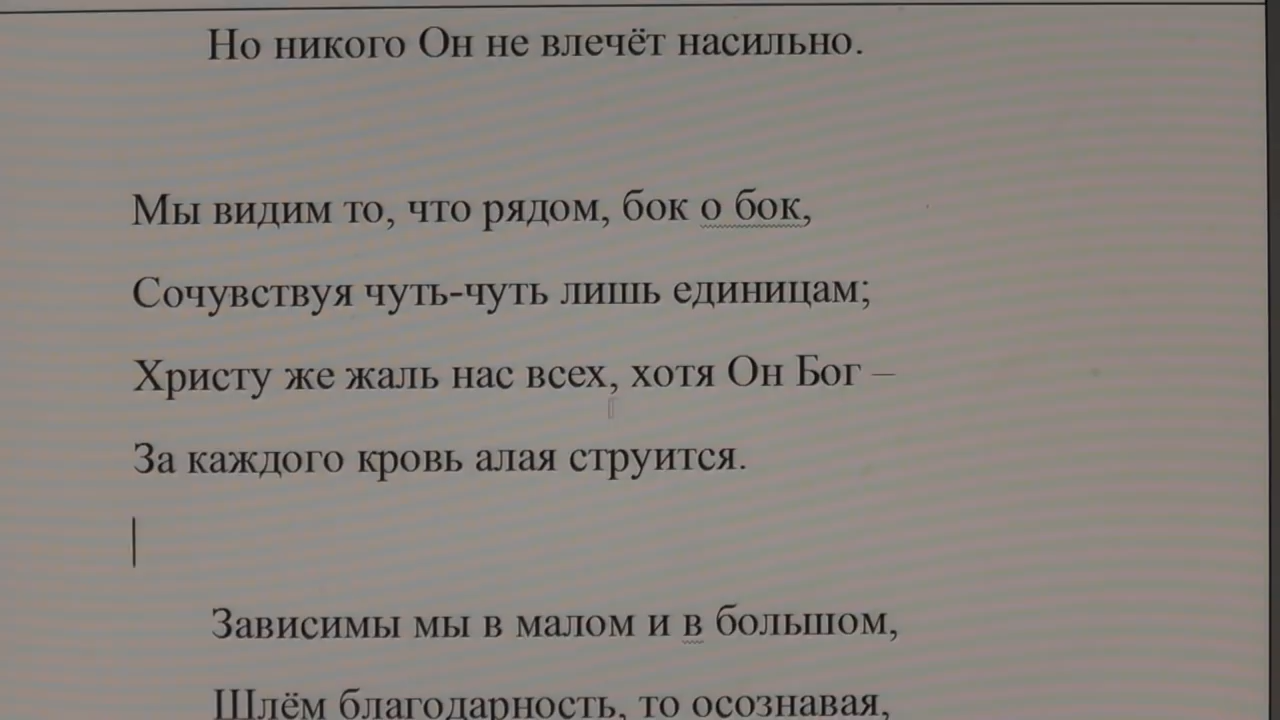 Но никого Он не влечёт насильно.
Мы видим то, что рядом, бок о бок,
Сочувствуя чуть-чуть лишь единицам;
Христу же жаль нас всех, хотя Он Бог –
За каждого кровь алая струится.
Зависимы мы в малом и в большом,
Шлём благодарность, то осознавая,